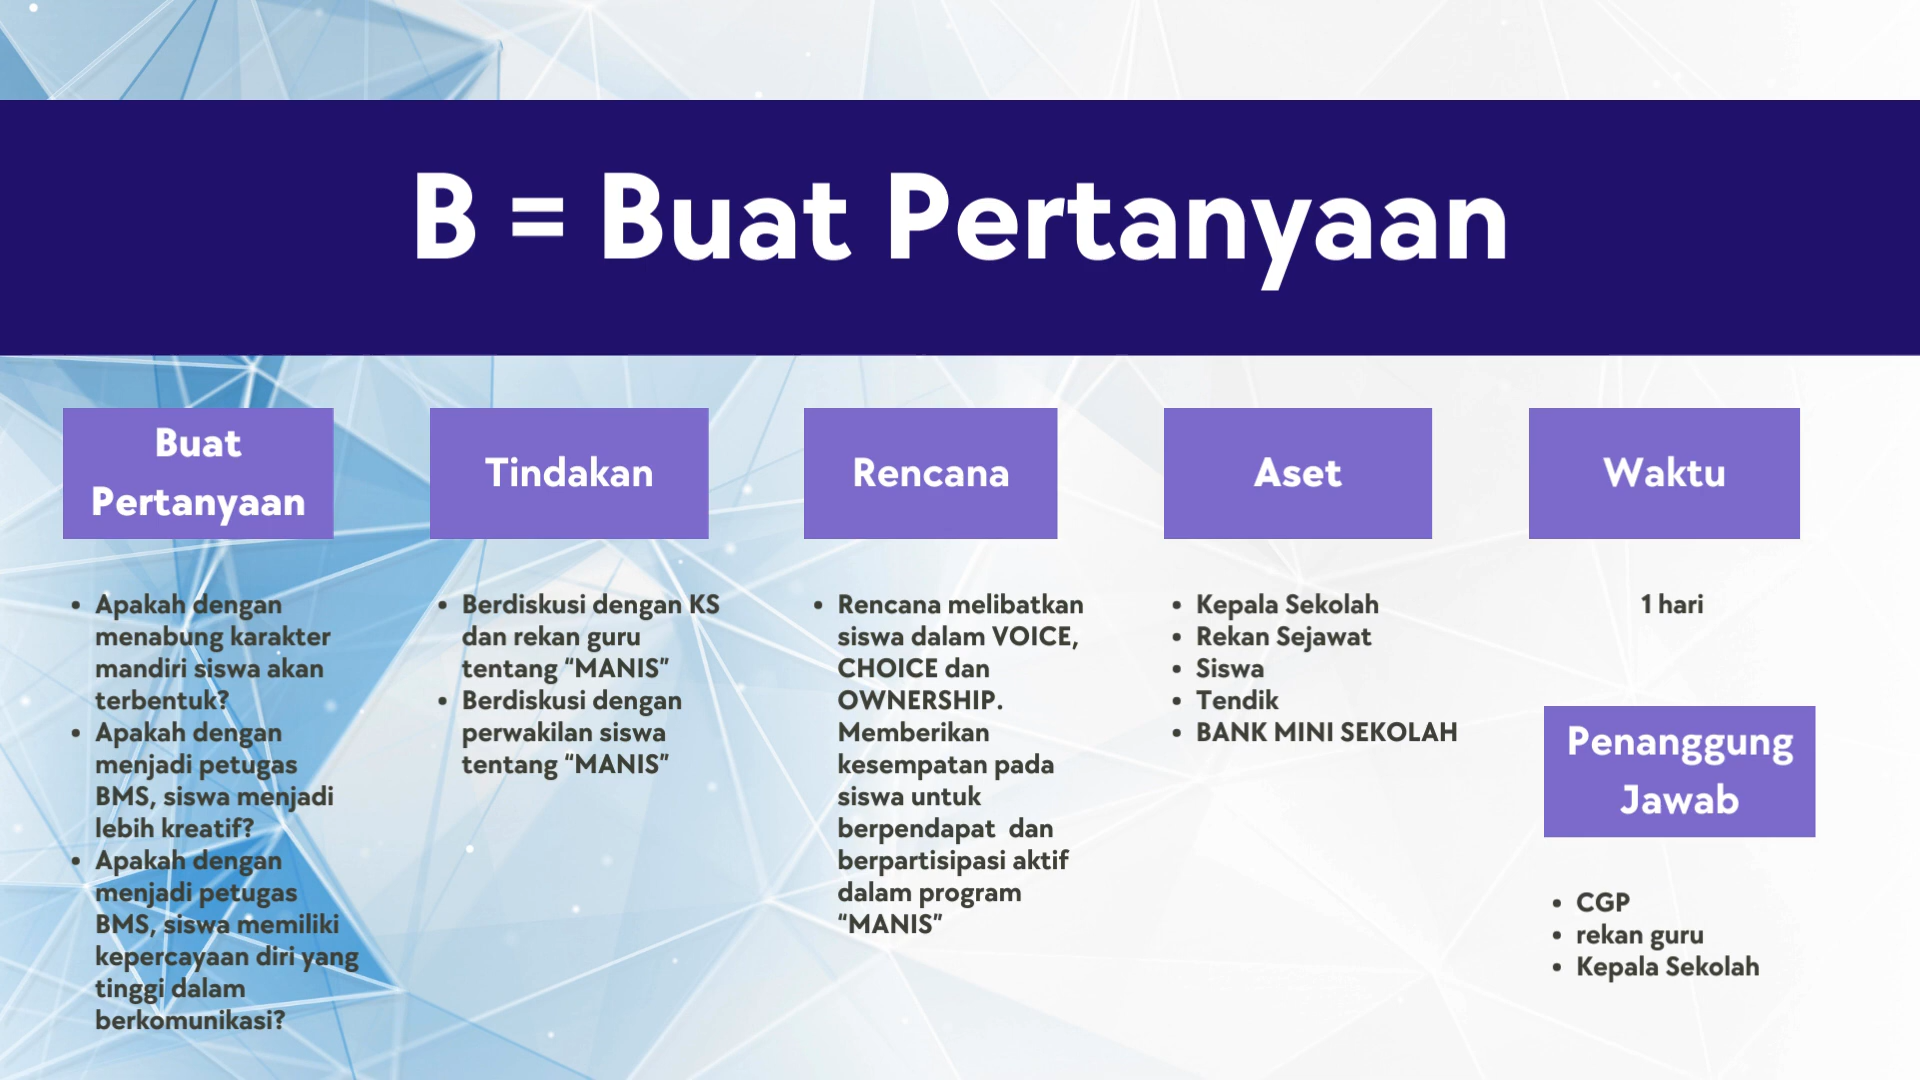 B = Buat Pertanyaan
Buat
Pertanyaan
• Apakah dengan
menabung karakter
mandiri siswa akan
terbentuk?
• Apakah dengan
menjadi petugas
BMS, siswa menjadi
lebih kreatif?
• Apakah dengan
menjadi petugas
BMS, siswa memiliki
kepercayaan diri yang
tinggi dalam
berkomunikasi?
Tindakan
• Berdiskusi dengan KS
dan rekan guru
tentang “MANIS”
• Berdiskusi dengan
perwakilan siswa
tentang “MANIS”
Rencana
• Rencana melibatkan
siswa dalam VOICE,
CHOICE dan
OWNERSHIP.
Memberikan
kesempatan pada
siswa untuk
berpendapat  dan
berpartisipasi aktif
dalam program
“MANIS”
Aset
• Kepala Sekolah
• Rekan Sejawat
• Siswa
• Tendik
• BANK MINI SEKOLAH
Waktu
1 hari
Penanggung
Jawab
• CGP
• rekan guru
• Kepala Sekolah